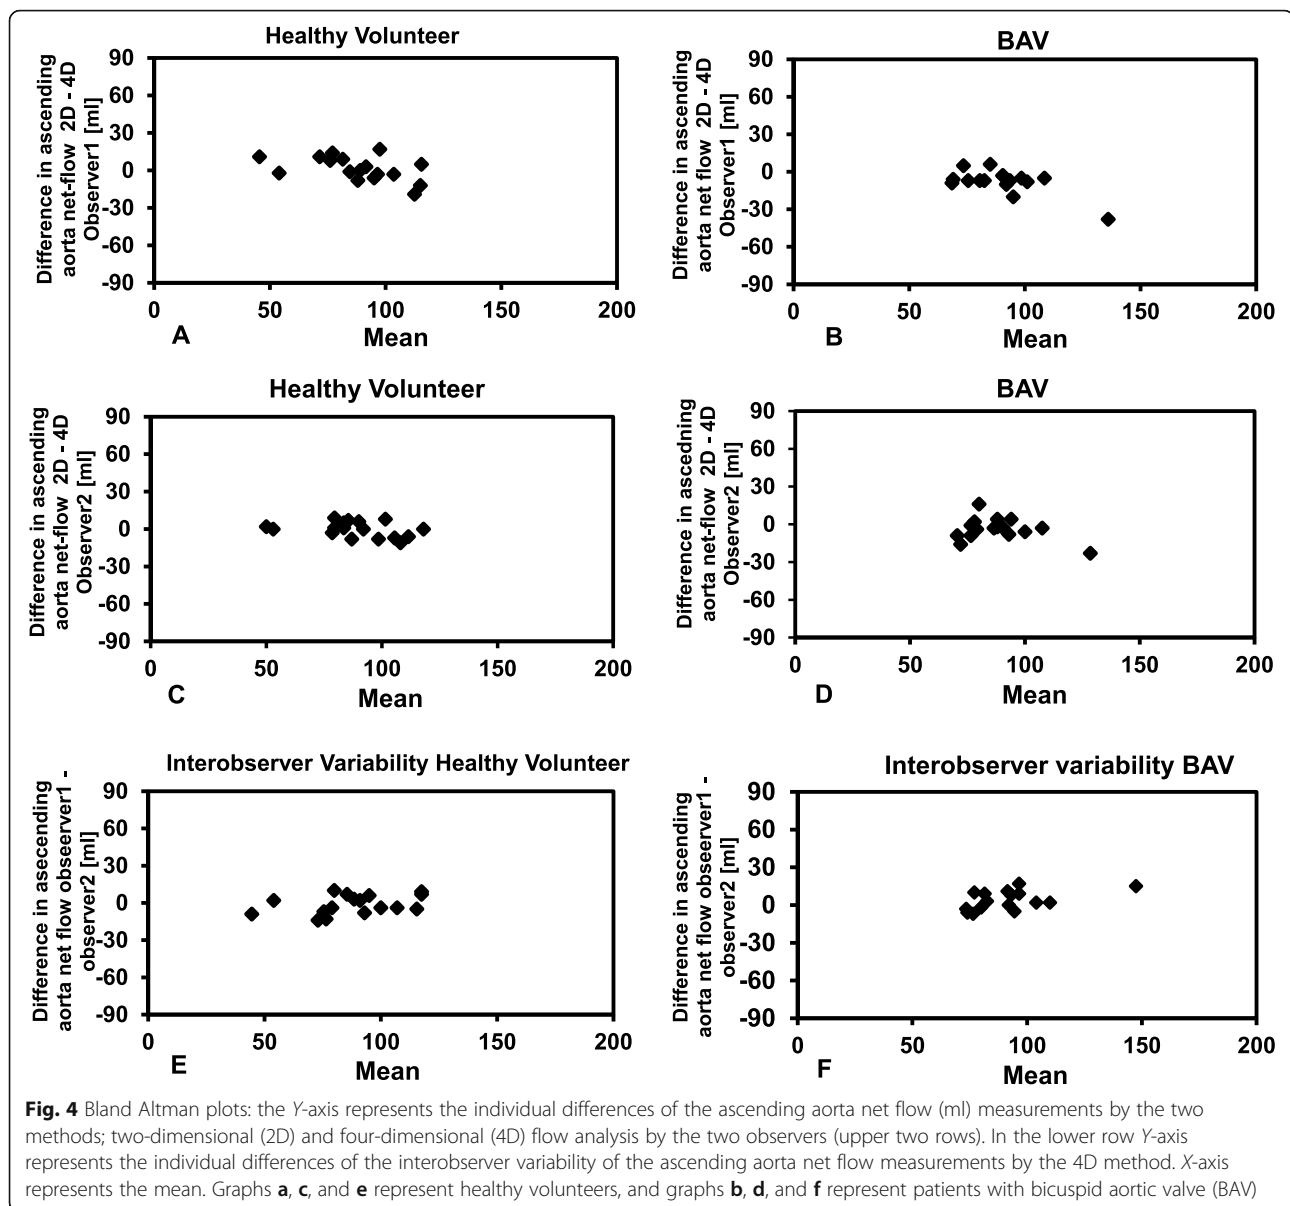 Healthy Volunteer
Difference in ascending
aorta net-flow 2D - 4D
Observer1 [ml]
90
60
30
0
-30
-60
-90
0 50 100 150 200
A
Mean
BAV
Difference in ascending
aorta net flow 2D - 4D
Observer1 [ml]
90
60
30
0
-30
-60
-90
0 50 100 150 200
B
Mean
Healthy Volunteer
Difference in ascending
aorta net-flow 2D - 4D
Observer2 [ml]
90
60
30
0
-30
-60
-90
0 50 100 150 200
C
Mean
BAV
Difference in ascedning
aorta net-flow 2D - 4D
Observer2 [ml]
90
60
30
0
-30
-60
-90
0 50 100 150 200
D
Mean
Interobserver Variability Healthy Volunteer
Difference in asecending
aorta net flow obseerver1 -
observer2 [ml]
90
60
30
0
-30
-60
-90
0 50 100 150 200
E
Mean
Interobserver variability BAV
Difference in ascending
aorta net flow obseerver1 -
observer2 [ml]
90
60
30
0
-30
-60
-90
0 50 100 150 200
F
Mean
Fig. 4 Bland Altman plots: the Y-axis represents the individual differences of the ascending aorta net flow (ml) measurements by the two
methods; two-dimensional (2D) and four-dimensional (4D) flow analysis by the two observers (upper two rows). In the lower row Y-axis
represents the individual differences of the interobserver variability of the ascending aorta net flow measurements by the 4D method. X-axis
represents the mean. Graphs a, c, and e represent healthy volunteers, and graphs b, d, and f represent patients with bicuspid aortic valve (BAV)